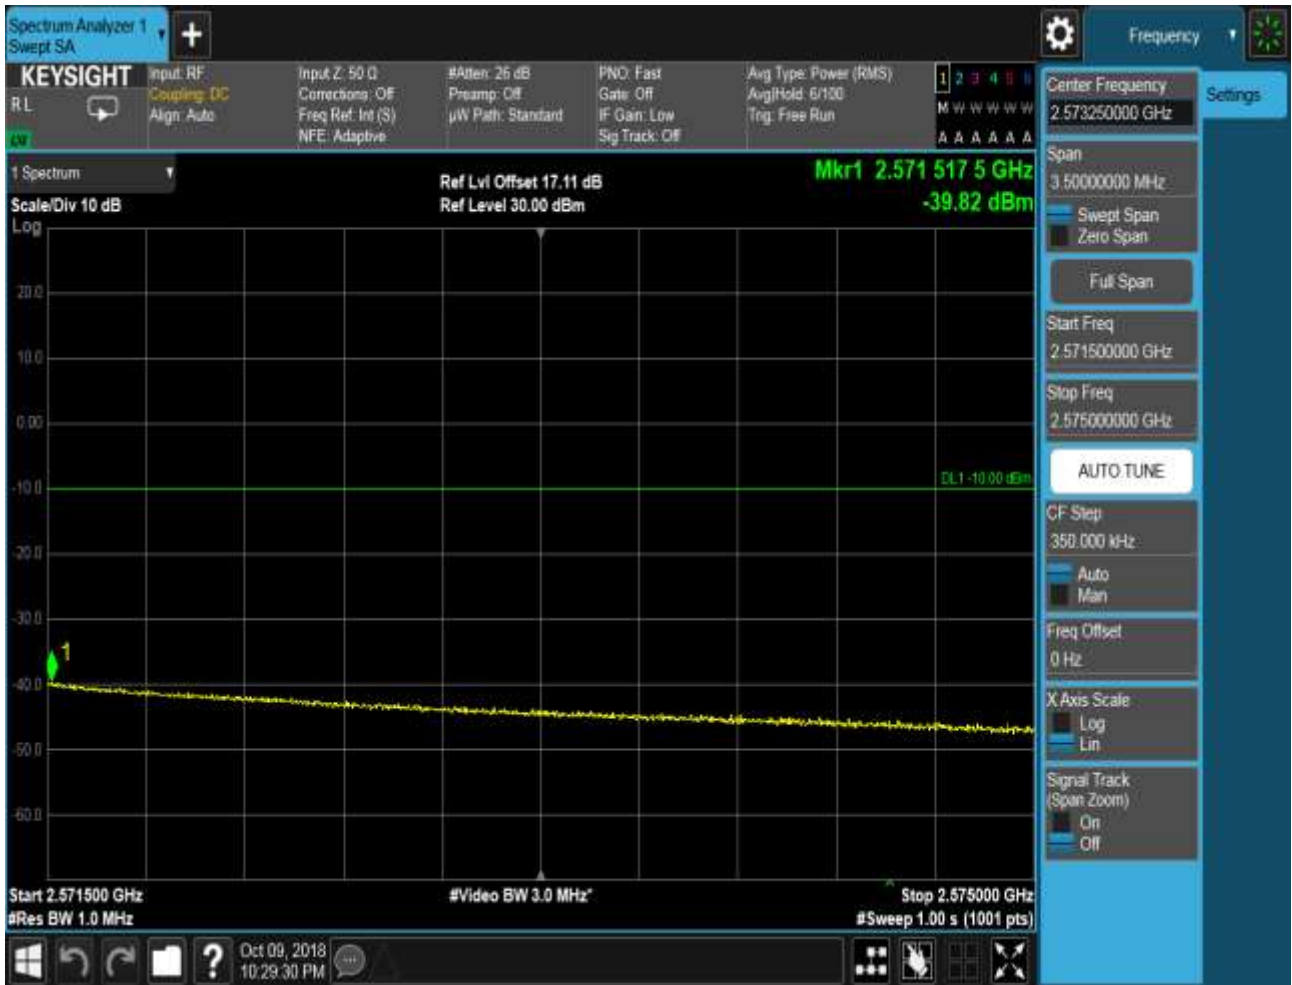 Spectrum Analyzer 1
Swept SA
+
Frequency
KEYSIGHT
R L
Input: RF
Coupling: DC
Align: Auto
Input Z: 50 Ω
Corrections: Off
Freq Ref: Int (S)
NFE: Adaptive
#Atten: 26 dB
Preamp: Off
µW Path: Standard
PNO: Fast
Gate: Off
IF Gain: Low
Sig Track: Off
Avg Type: Power (RMS)
Avg|Hold: 6/100
Trig: Free Run
1 2 3 4 5 6
M W W W W W
A A A A A A
1 Spectrum
Scale/Div 10 dB
Ref Lvl Offset 17.11 dB
Ref Level 30.00 dBm
Mkr1 2.571 517 5 GHz
-39.82 dBm
Log
20.0
10.0
0.00
-10.0
-20.0
-30.0
-40.0
-50.0
-60.0
DL1 -10.00 dBm
1
Start 2.571500 GHz
#Res BW 1.0 MHz
#Video BW 3.0 MHz*
Stop 2.575000 GHz
#Sweep 1.00 s (1001 pts)
?
Oct 09, 2018
10:29:30 PM
Center Frequency
2.573250000 GHz
Settings
Span
3.50000000 MHz
Swept Span
Zero Span
Full Span
Start Freq
2.571500000 GHz
Stop Freq
2.575000000 GHz
AUTO TUNE
CF Step
350.000 kHz
Auto
Man
Freq Offset
0 Hz
X Axis Scale
Log
Lin
Signal Track
(Span Zoom)
On
Off